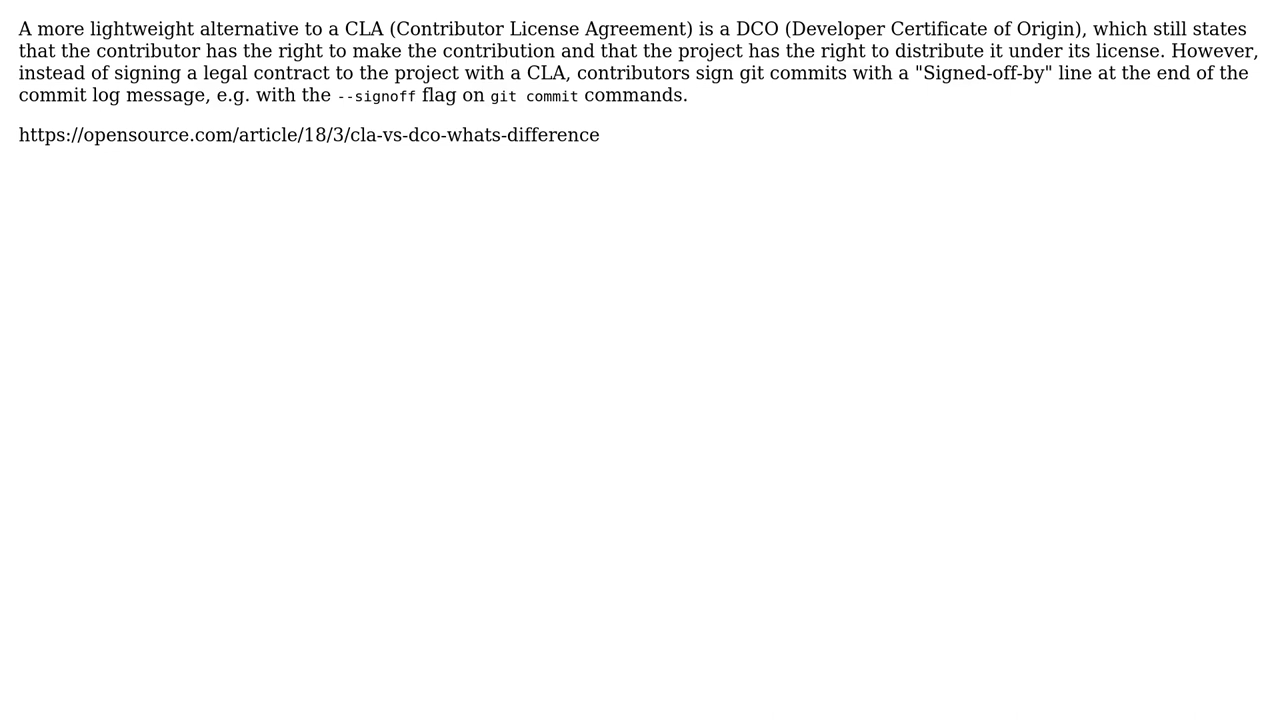 A more lightweight alternative to a CLA (Contributor License Agreement) is a DCO (Developer Certificate of Origin), which still states
that the contributor has the right to make the contribution and that the project has the right to distribute it under its license. However,
instead of signing a legal contract to the project with a CLA, contributors sign git commits with a "Signed-off-by" line at the end of the
commit log message, e.g. with the --signoff flag on git commit commands.
https://opensource.com/article/18/3/cla-vs-dco-whats-difference